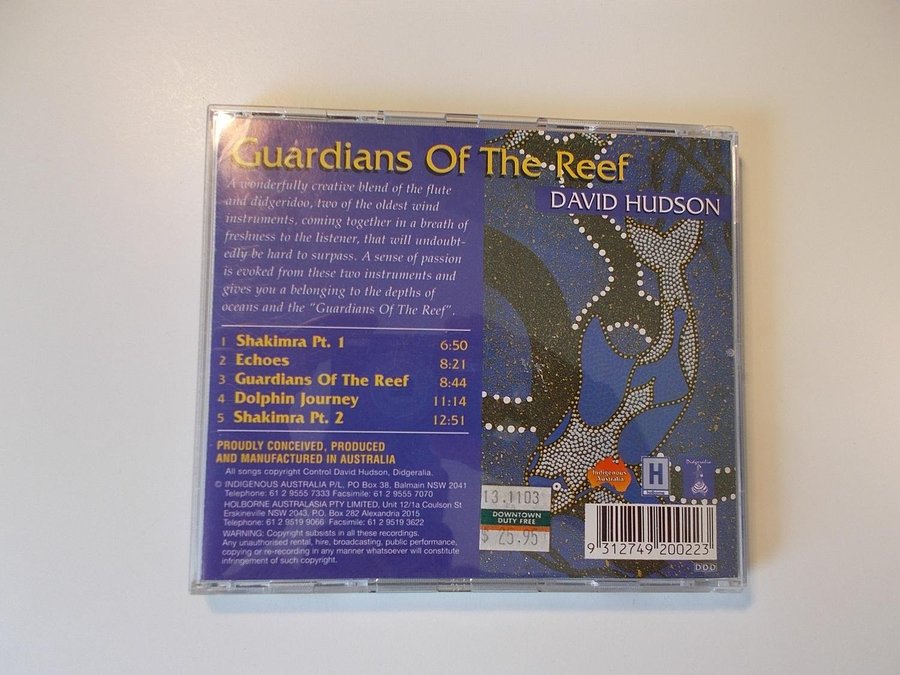 Guardians Of The Reef
DAVID HUDSON
A wonderfully creative blend of the flute
and didgeridoo, two of the oldest wind
instruments, coming together in a breath of
freshness to the listener, that will undoubt-
edly be hard to surpass. A sense of passion
is evoked from these two instruments and
gives you a belonging to the depths of
oceans and the "Guardians Of The Reef".
1 Shakimra Pt. 1 6:50
2 Echoes 8:21
3 Guardians Of The Reef 8:44
4 Dolphin Journey 11:14
5 Shakimra Pt. 2 12:51
PROUDLY CONCEIVED, PRODUCED
AND MANUFACTURED IN AUSTRALIA
All songs copyright Control David Hudson, Didgeralia.
© INDIGENOUS AUSTRALIA P/L, PO Box 38, Balmain NSW 2041
Telephone: 61 2 9555 7333 Facsimile: 61 2 9555 7070
HOLBORNE AUSTRALASIA PTY LIMITED, Unit 12/1a Coulson St
Erskineville NSW 2043. P.O. Box 282 Alexandria 2015
Telephone: 61 2 9519 9066 Facsimile: 61 2 9519 3622
WARNING: Copyright subsists in all these recordings.
Any unauthorised rental, hire, broadcasting, public performance,
copying or re-recording in any manner whatsoever will constitute
infringement of such copyright.
13.1103
DOWNTOWN
DUTY FREE
$ 25.95
Indigenous
Australia
H
holborne
Didgeralia
9 312749 200223
DDD